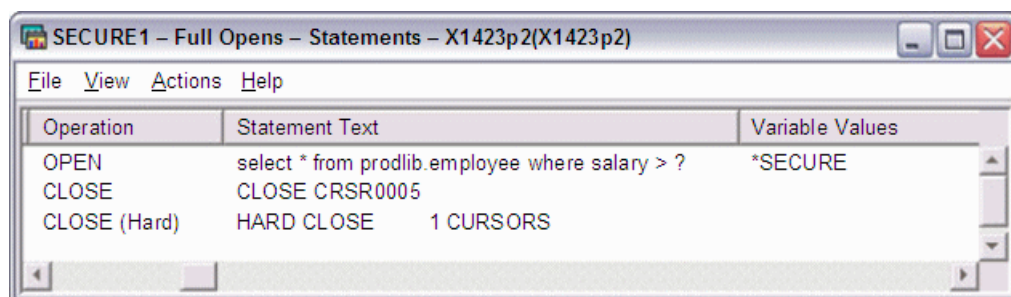 SECURE1 – Full Opens – Statements – X1423p2(X1423p2)
File View Actions Help
Operation Statement Text Variable Values
OPEN select * from prodlib.employee where salary > ? *SECURE
CLOSE CLOSE CRSR0005
CLOSE (Hard) HARD CLOSE 1 CURSORS